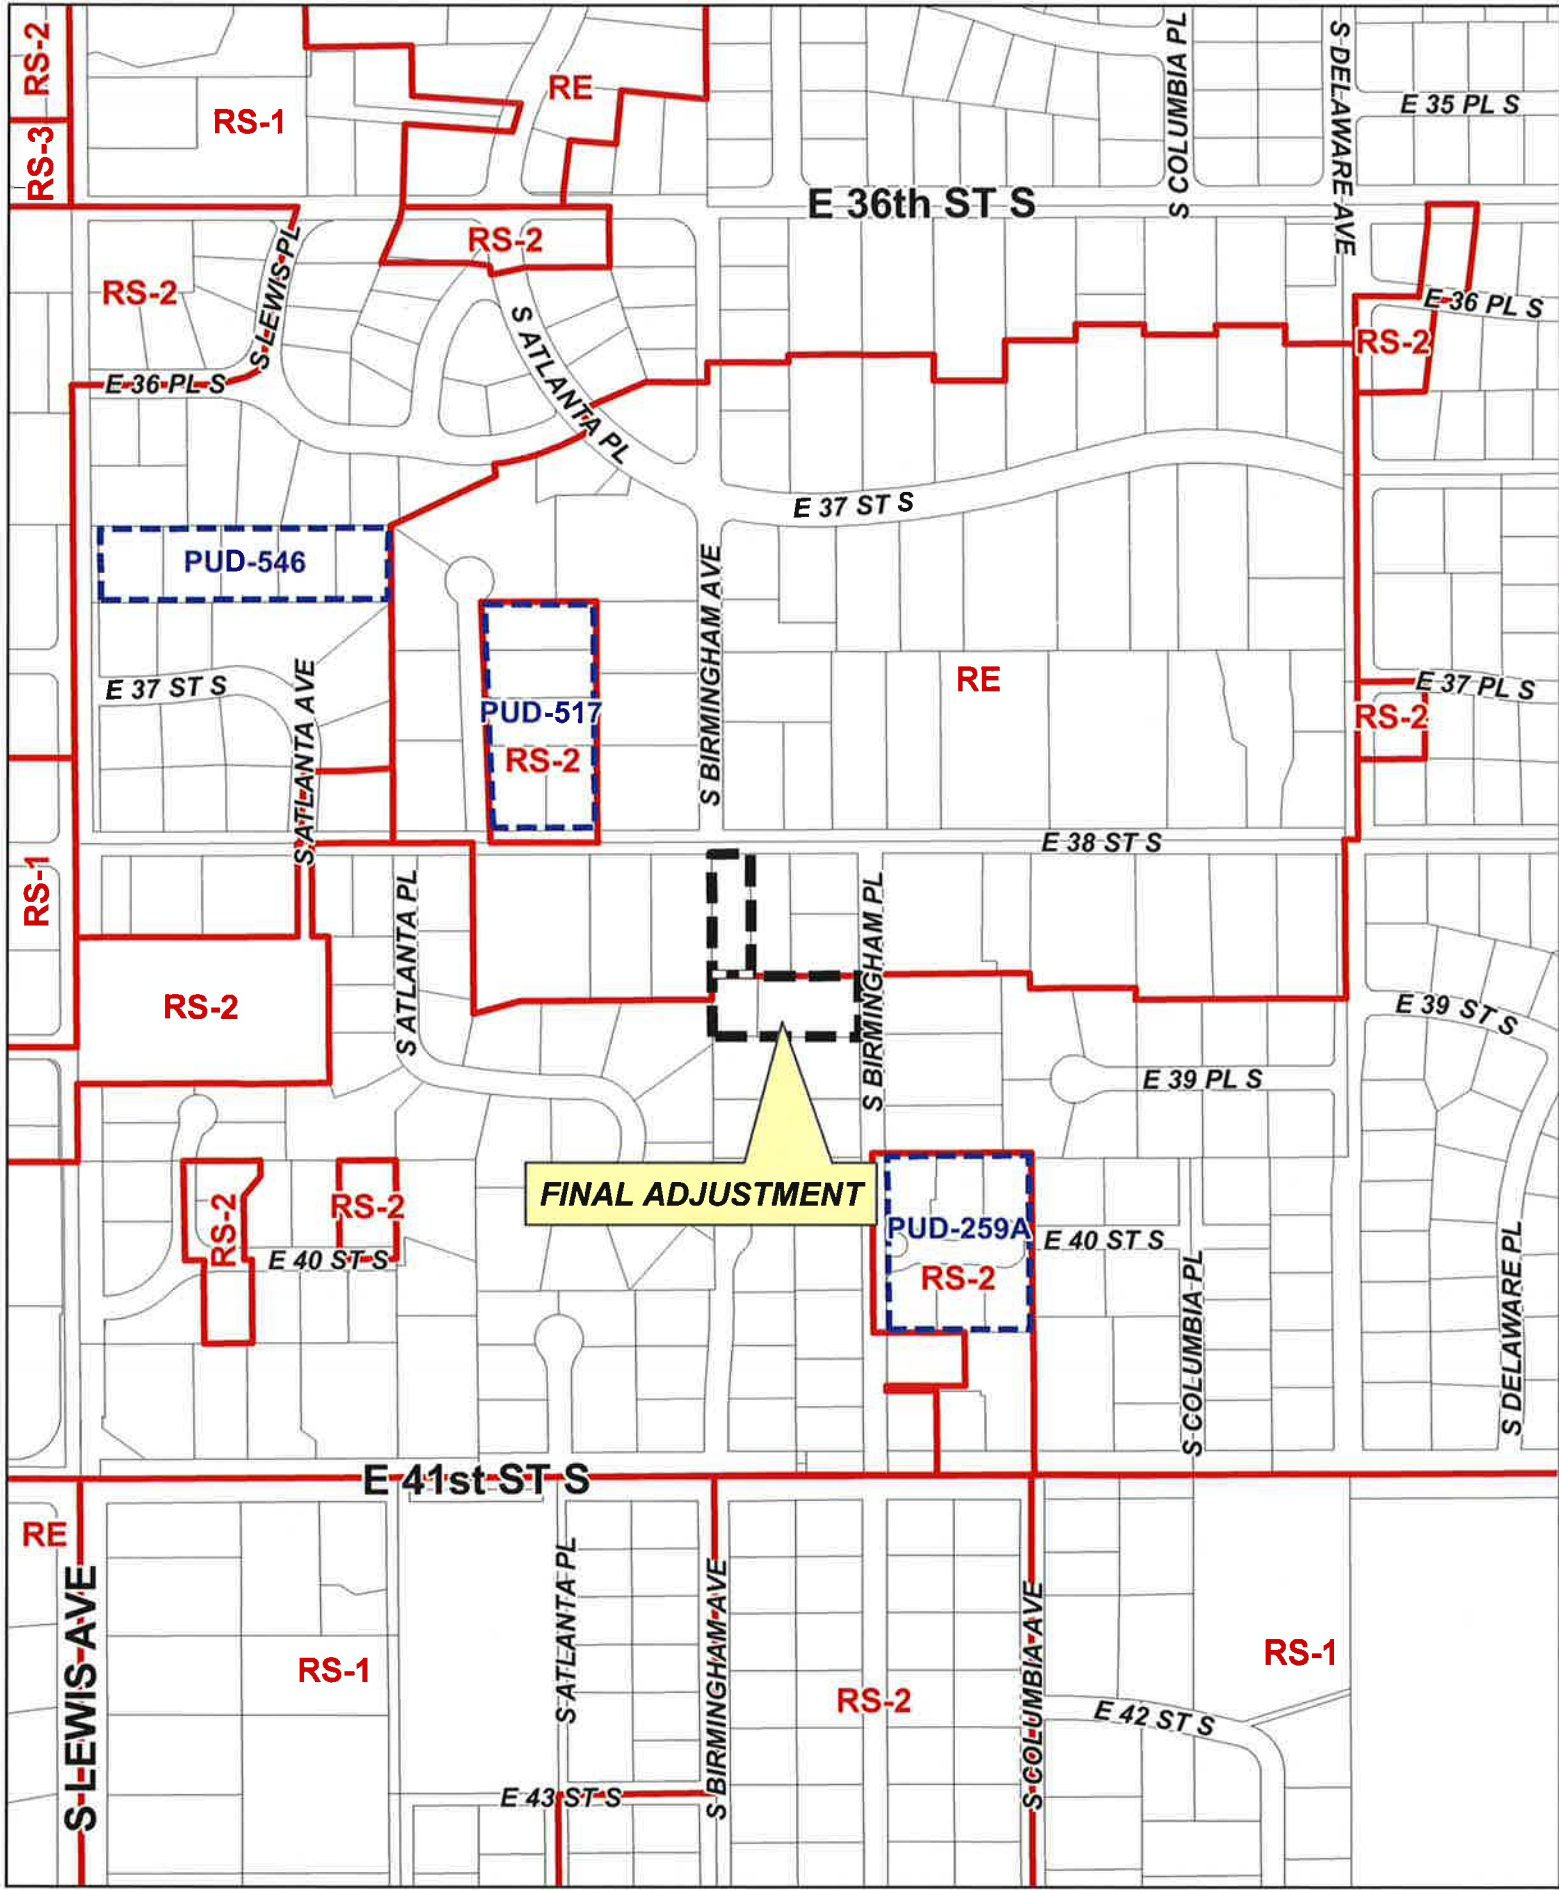 RS-2
RS-3
RS-1
RE
S COLUMBIA PL
S DELAWARE AVE
E 35 PL S
E 36th ST S
RS-2
RS-2
S LEWIS PL
E 36 PL S
S ATLANTA PL
E 36 PL S
RS-2
E 37 ST S
PUD-546
S BIRMINGHAM AVE
PUD-517
RS-2
RE
E 37 ST S
S ATLANTA AVE
E 37 PL S
RS-2
E 38 ST S
RS-1
S ATLANTA PL
S BIRMINGHAM PL
RS-2
E 39 ST S
E 39 PL S
FINAL ADJUSTMENT
RS-2
RS-2
E 40 ST S
PUD-259A
RS-2
E 40 ST S
S COLUMBIA PL
S DELAWARE PL
E 41st ST S
RE
S LEWIS AVE
RS-1
S ATLANTA PL
S BIRMINGHAM AVE
RS-2
S COLUMBIA AVE
RS-1
E 42 ST S
E 43 ST S